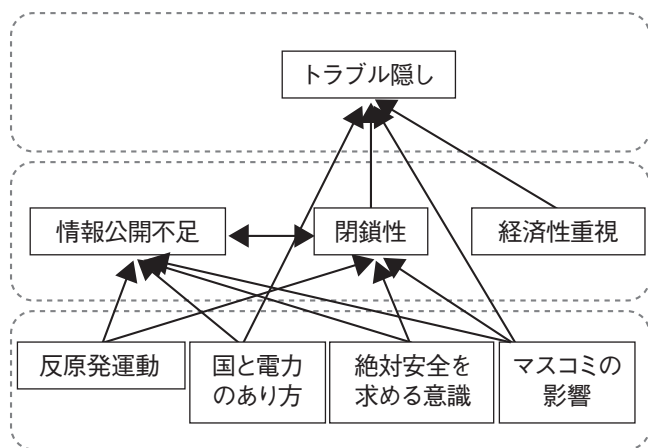 トラブル隠し
情報公開不足
閉鎖性
経済性重視
反原発運動
国と電力
のあり方
絶対安全を
求める意識
マスコミの
影響